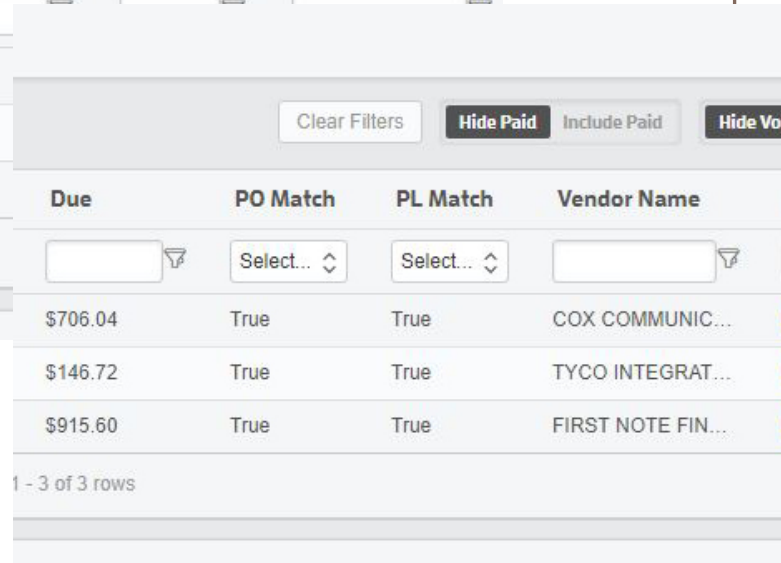 Clear Filters Hide Paid Include Paid Hide Vo
Due PO Match PL Match Vendor Name
Select... Select...
$706.04 True True COX COMMUNIC...
$146.72 True True TYCO INTEGRAT...
$915.60 True True FIRST NOTE FIN...
1 - 3 of 3 rows